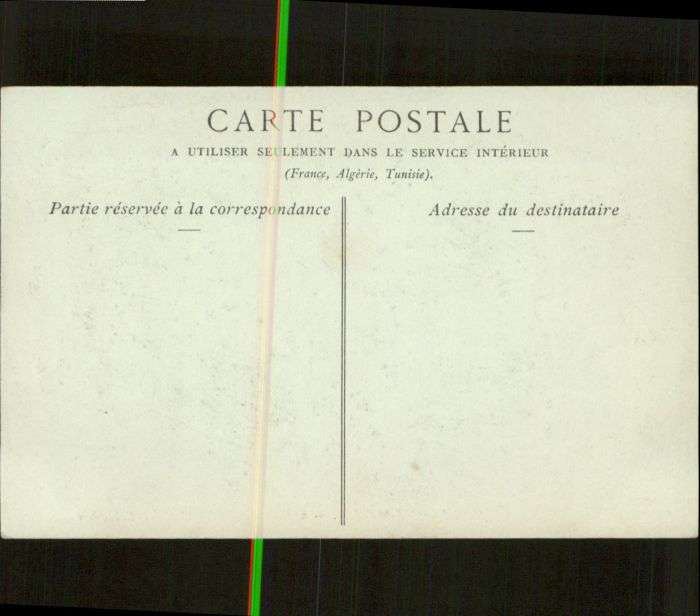 CARTE POSTALE
A UTILISER SEULEMENT DANS LE SERVICE INTÉRIEUR
(France, Algérie, Tunisie).
Partie réservée à la correspondance
Adresse du destinataire